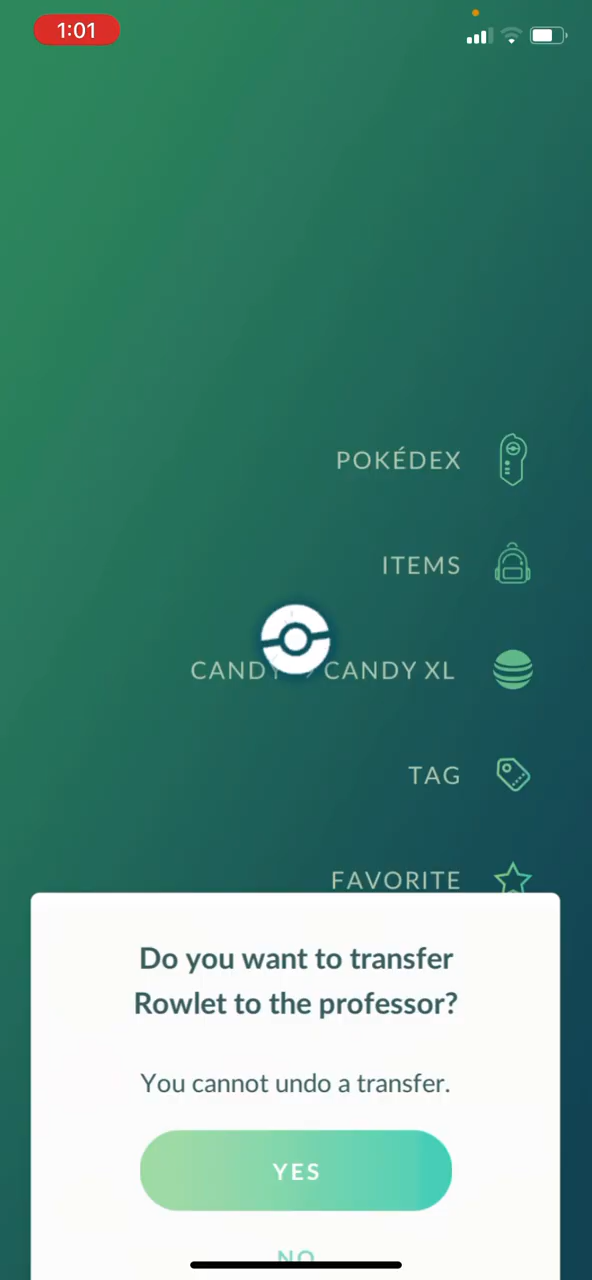 1:01
POKÉDEX
ITEMS
CANDY CANDY XL
TAG
FAVORITE
Do you want to transfer
Rowlet to the professor?
You cannot undo a transfer.
YES
NO